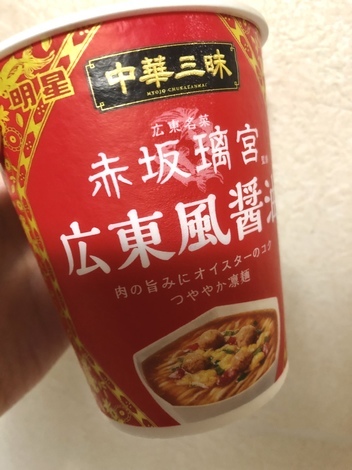 明星
中華三昧
MYOJO CHUKAZANMAI
広東名菜
赤坂璃宮
広東風醤油
肉の旨みにオイスターのコク
つややか凛麺